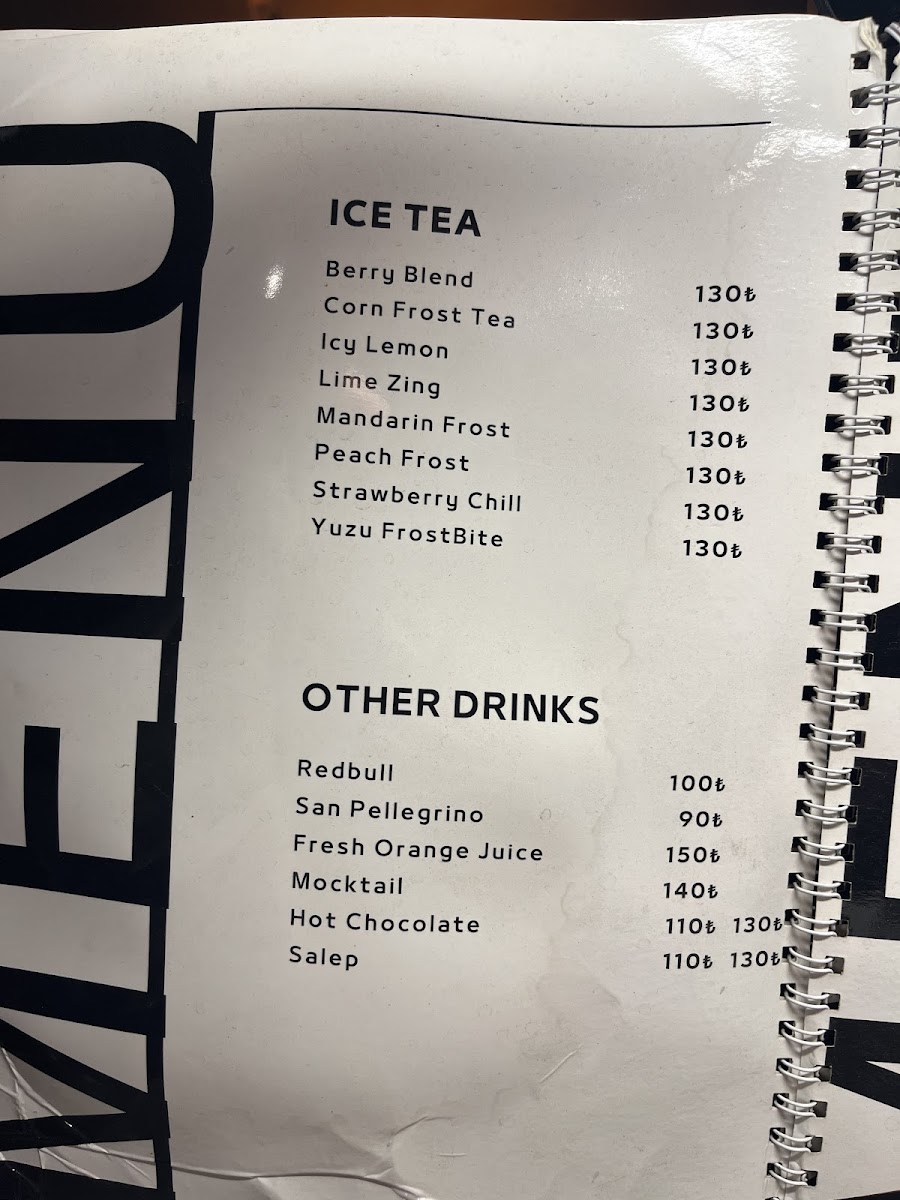 MENU
ICE TEA
Berry Blend 130₺
Corn Frost Tea 130₺
Icy Lemon 130₺
Lime Zing 130₺
Mandarin Frost 130₺
Peach Frost 130₺
Strawberry Chill 130₺
Yuzu FrostBite 130₺
OTHER DRINKS
Redbull 100₺
San Pellegrino 90₺
Fresh Orange Juice 150₺
Mocktail 140₺
Hot Chocolate 110₺ 130₺
Salep 110₺ 130₺